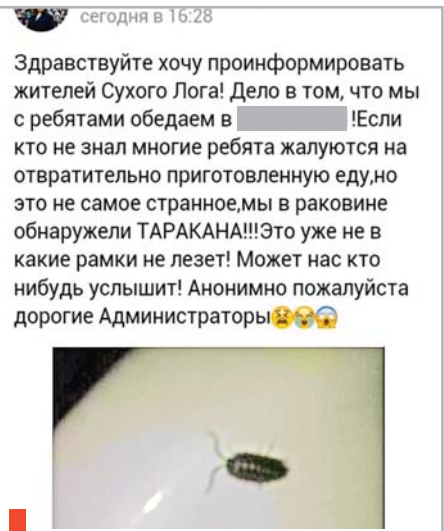 сегодня в 16:28
Здравствуйте хочу проинформировать
жителей Сухого Лога! Дело в том, что мы
с ребятами обедаем в !Если
кто не знал многие ребята жалуются на
отвратительно приготовленную еду,но
это не самое странное,мы в раковине
обнаружели ТАРАКАНА!!!Это уже не в
какие рамки не лезет! Может нас кто
нибудь услышит! Анонимно пожалуйста
дорогие Администраторы😫😭😱